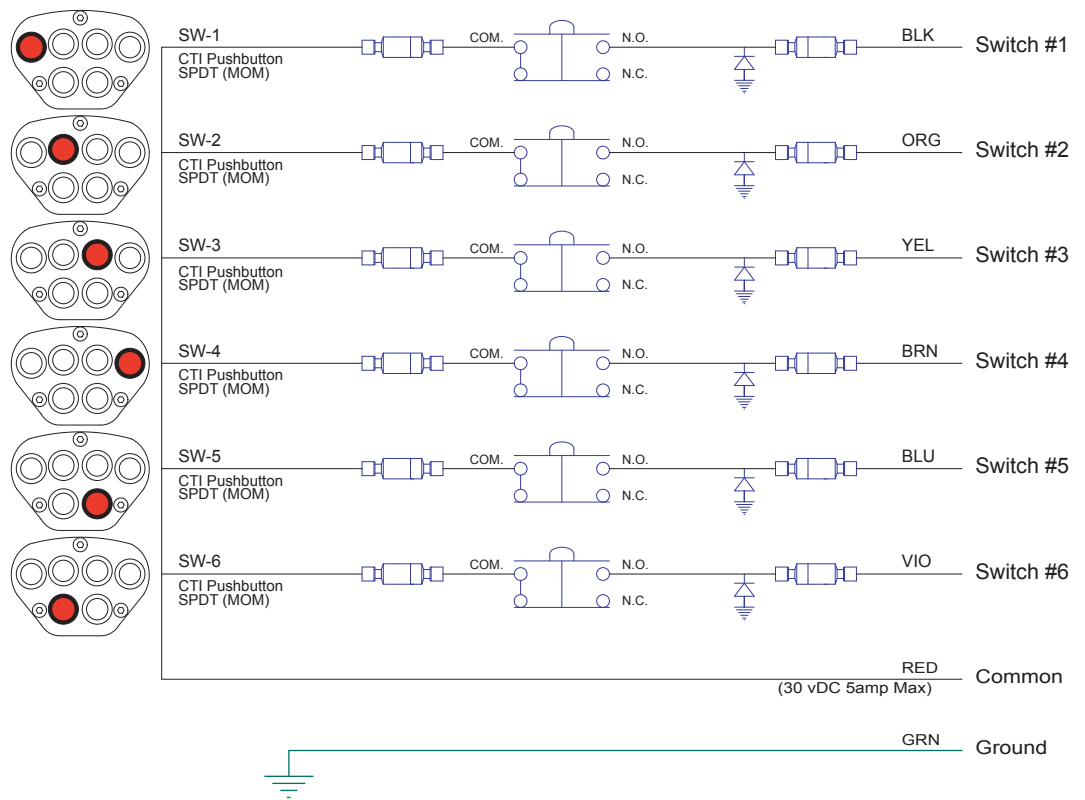 SW-1
CTI Pushbutton
SPDT (MOM)
COM.
N.O.
N.C.
BLK
Switch #1
SW-2
CTI Pushbutton
SPDT (MOM)
COM.
N.O.
N.C.
ORG
Switch #2
SW-3
CTI Pushbutton
SPDT (MOM)
COM.
N.O.
N.C.
YEL
Switch #3
SW-4
CTI Pushbutton
SPDT (MOM)
COM.
N.O.
N.C.
BRN
Switch #4
SW-5
CTI Pushbutton
SPDT (MOM)
COM.
N.O.
N.C.
BLU
Switch #5
SW-6
CTI Pushbutton
SPDT (MOM)
COM.
N.O.
N.C.
VIO
Switch #6
RED
(30 vDC 5amp Max)
Common
GRN
Ground